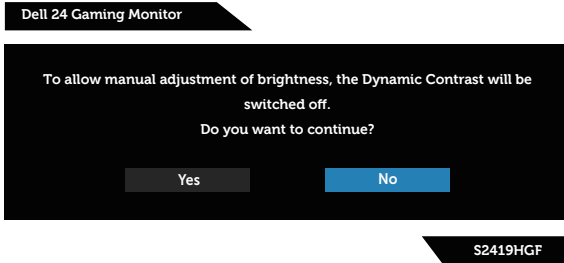 Dell 24 Gaming Monitor
To allow manual adjustment of brightness, the Dynamic Contrast will be
switched off.
Do you want to continue?
Yes
No
S2419HGF